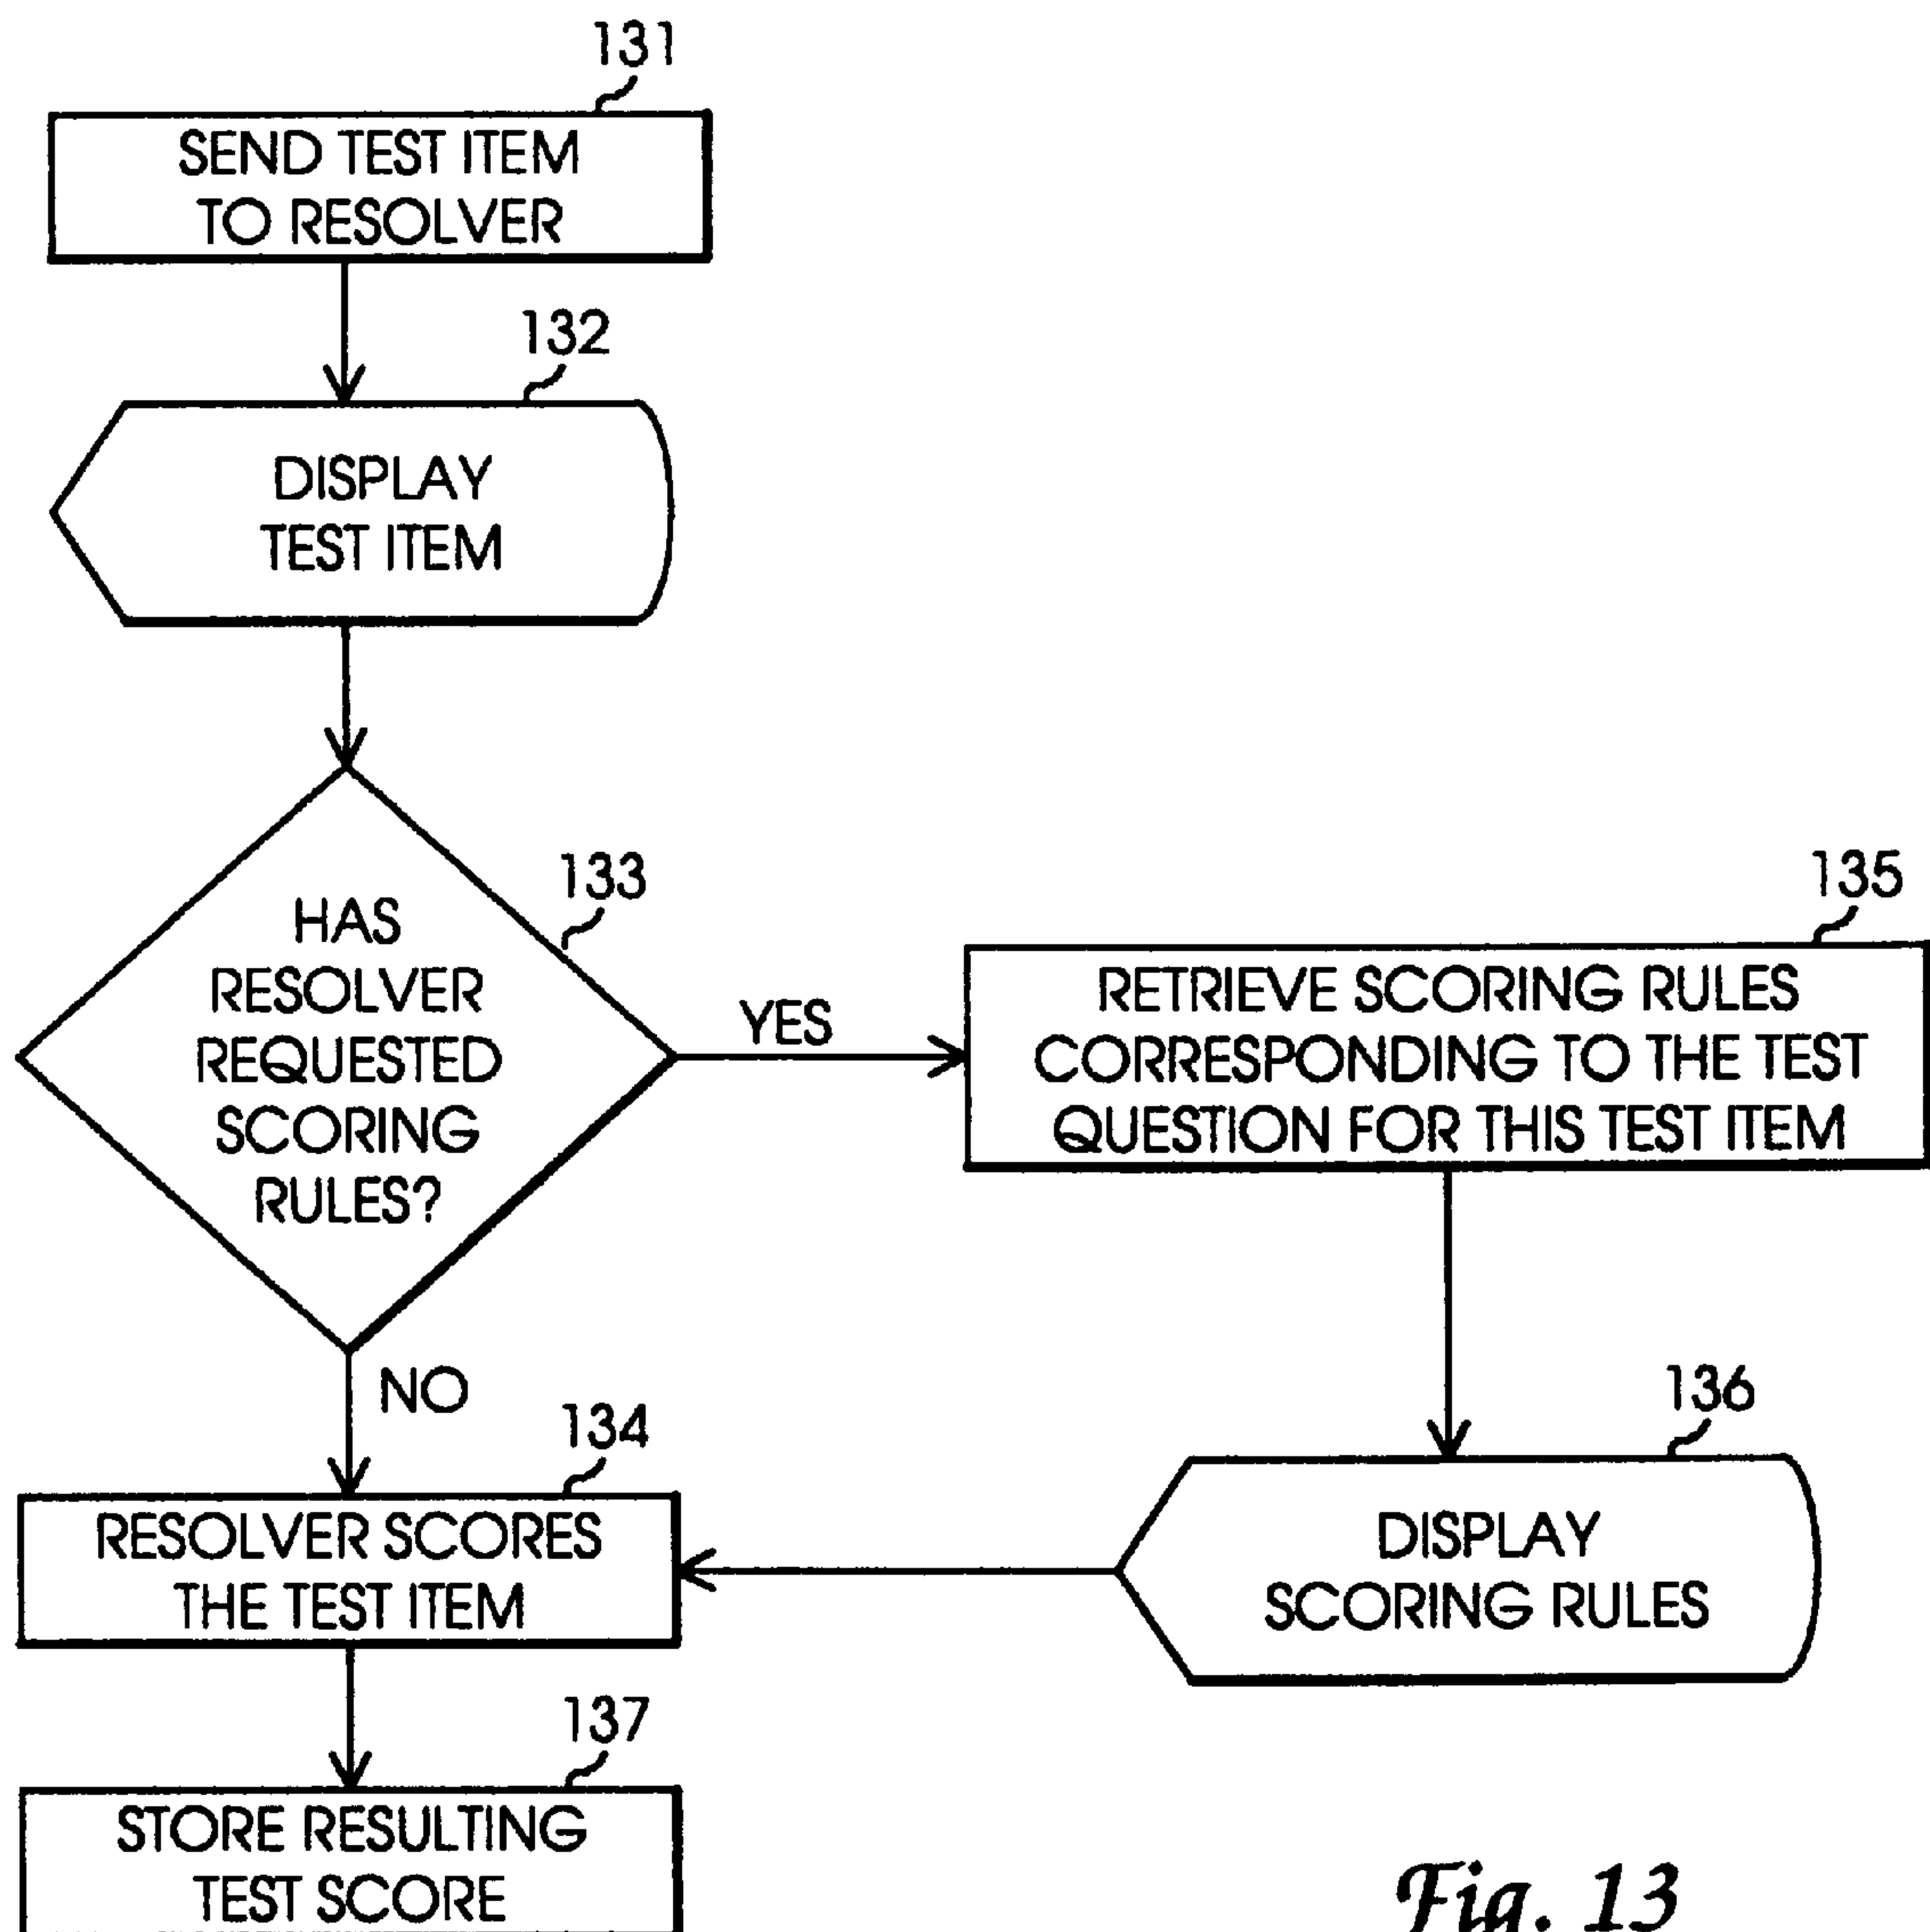 131
SEND TEST ITEM
TO RESOLVER
132
DISPLAY
TEST ITEM
133
HAS
RESOLVER
REQUESTED
SCORING
RULES?
YES
135
RETRIEVE SCORING RULES
CORRESPONDING TO THE TEST
QUESTION FOR THIS TEST ITEM
NO
134
RESOLVER SCORES
THE TEST ITEM
136
DISPLAY
SCORING RULES
137
STORE RESULTING
TEST SCORE
Fig. 13